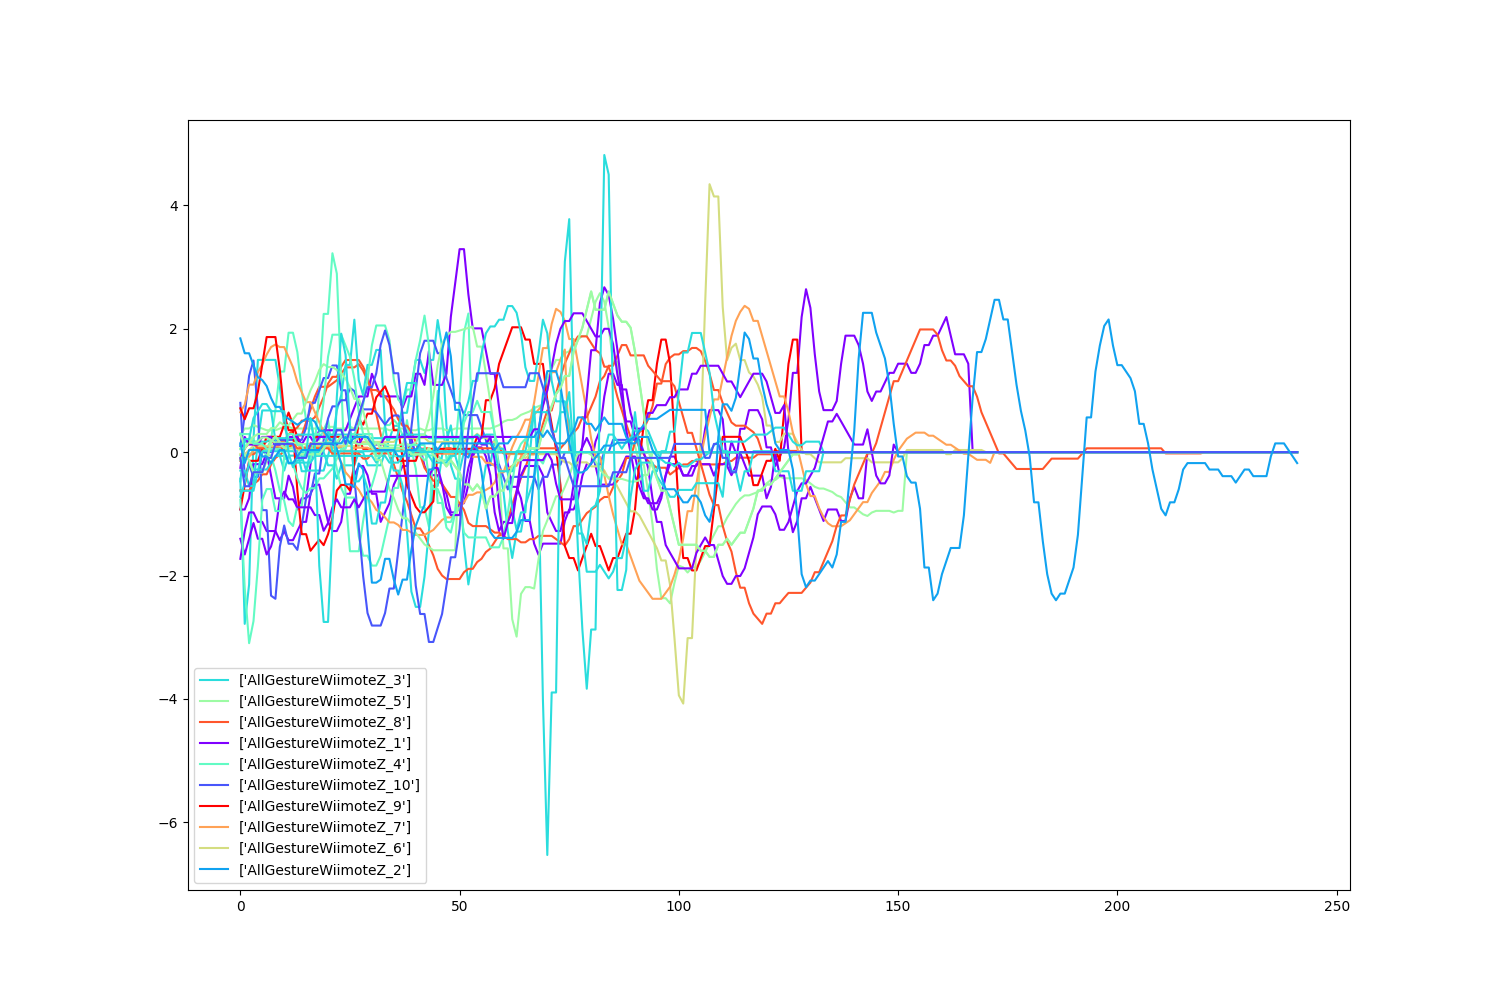 4
2
0
−2
−4
−6
['AllGestureWiimoteZ_3']
['AllGestureWiimoteZ_5']
['AllGestureWiimoteZ_8']
['AllGestureWiimoteZ_1']
['AllGestureWiimoteZ_4']
['AllGestureWiimoteZ_10']
['AllGestureWiimoteZ_9']
['AllGestureWiimoteZ_7']
['AllGestureWiimoteZ_6']
['AllGestureWiimoteZ_2']
0 50 100 150 200 250